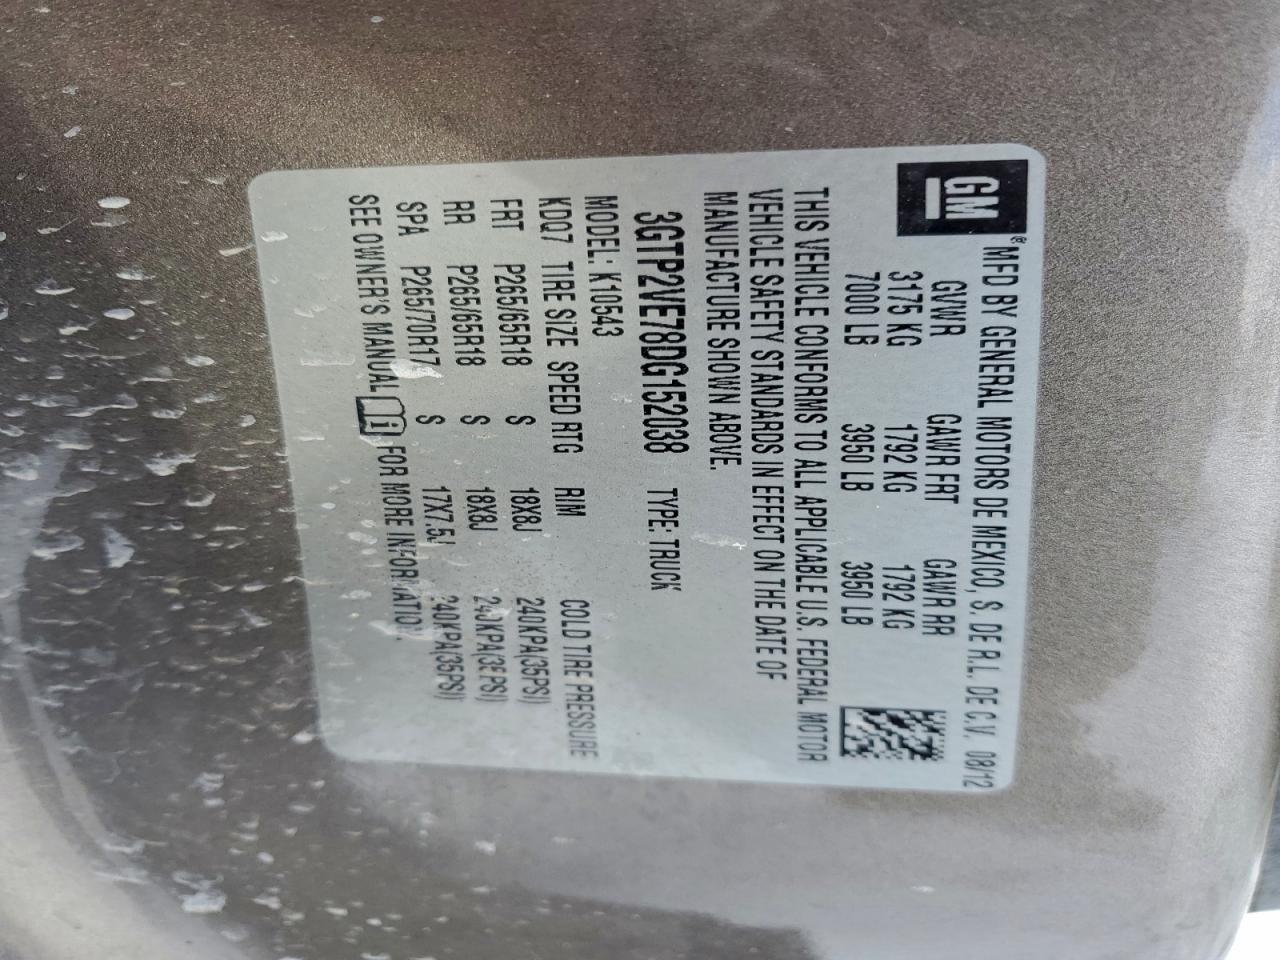 GM
® MFD BY GENERAL MOTORS DE MEXICO, S. DE R.L. DE C.V. 08/12
GVWR GAWR FRT GAWR RR
3175 KG 1792 KG 1792 KG
7000 LB 3950 LB 3950 LB
THIS VEHICLE CONFORMS TO ALL APPLICABLE U.S. FEDERAL MOTOR
VEHICLE SAFETY STANDARDS IN EFFECT ON THE DATE OF
MANUFACTURE SHOWN ABOVE.
3GTP2VE78DG152038 TYPE: TRUCK
MODEL: K10543
KDQ7 TIRE SIZE SPEED RTG RIM COLD TIRE PRESSURE
FRT P265/65R18 S 18X8J 240KPA(35PSI)
RR P265/65R18 S 18X8J 240KPA(35PSI)
SPA P265/70R17 S 17X7.5J 240KPA(35PSI)
SEE OWNER'S MANUAL FOR MORE INFORMATION.